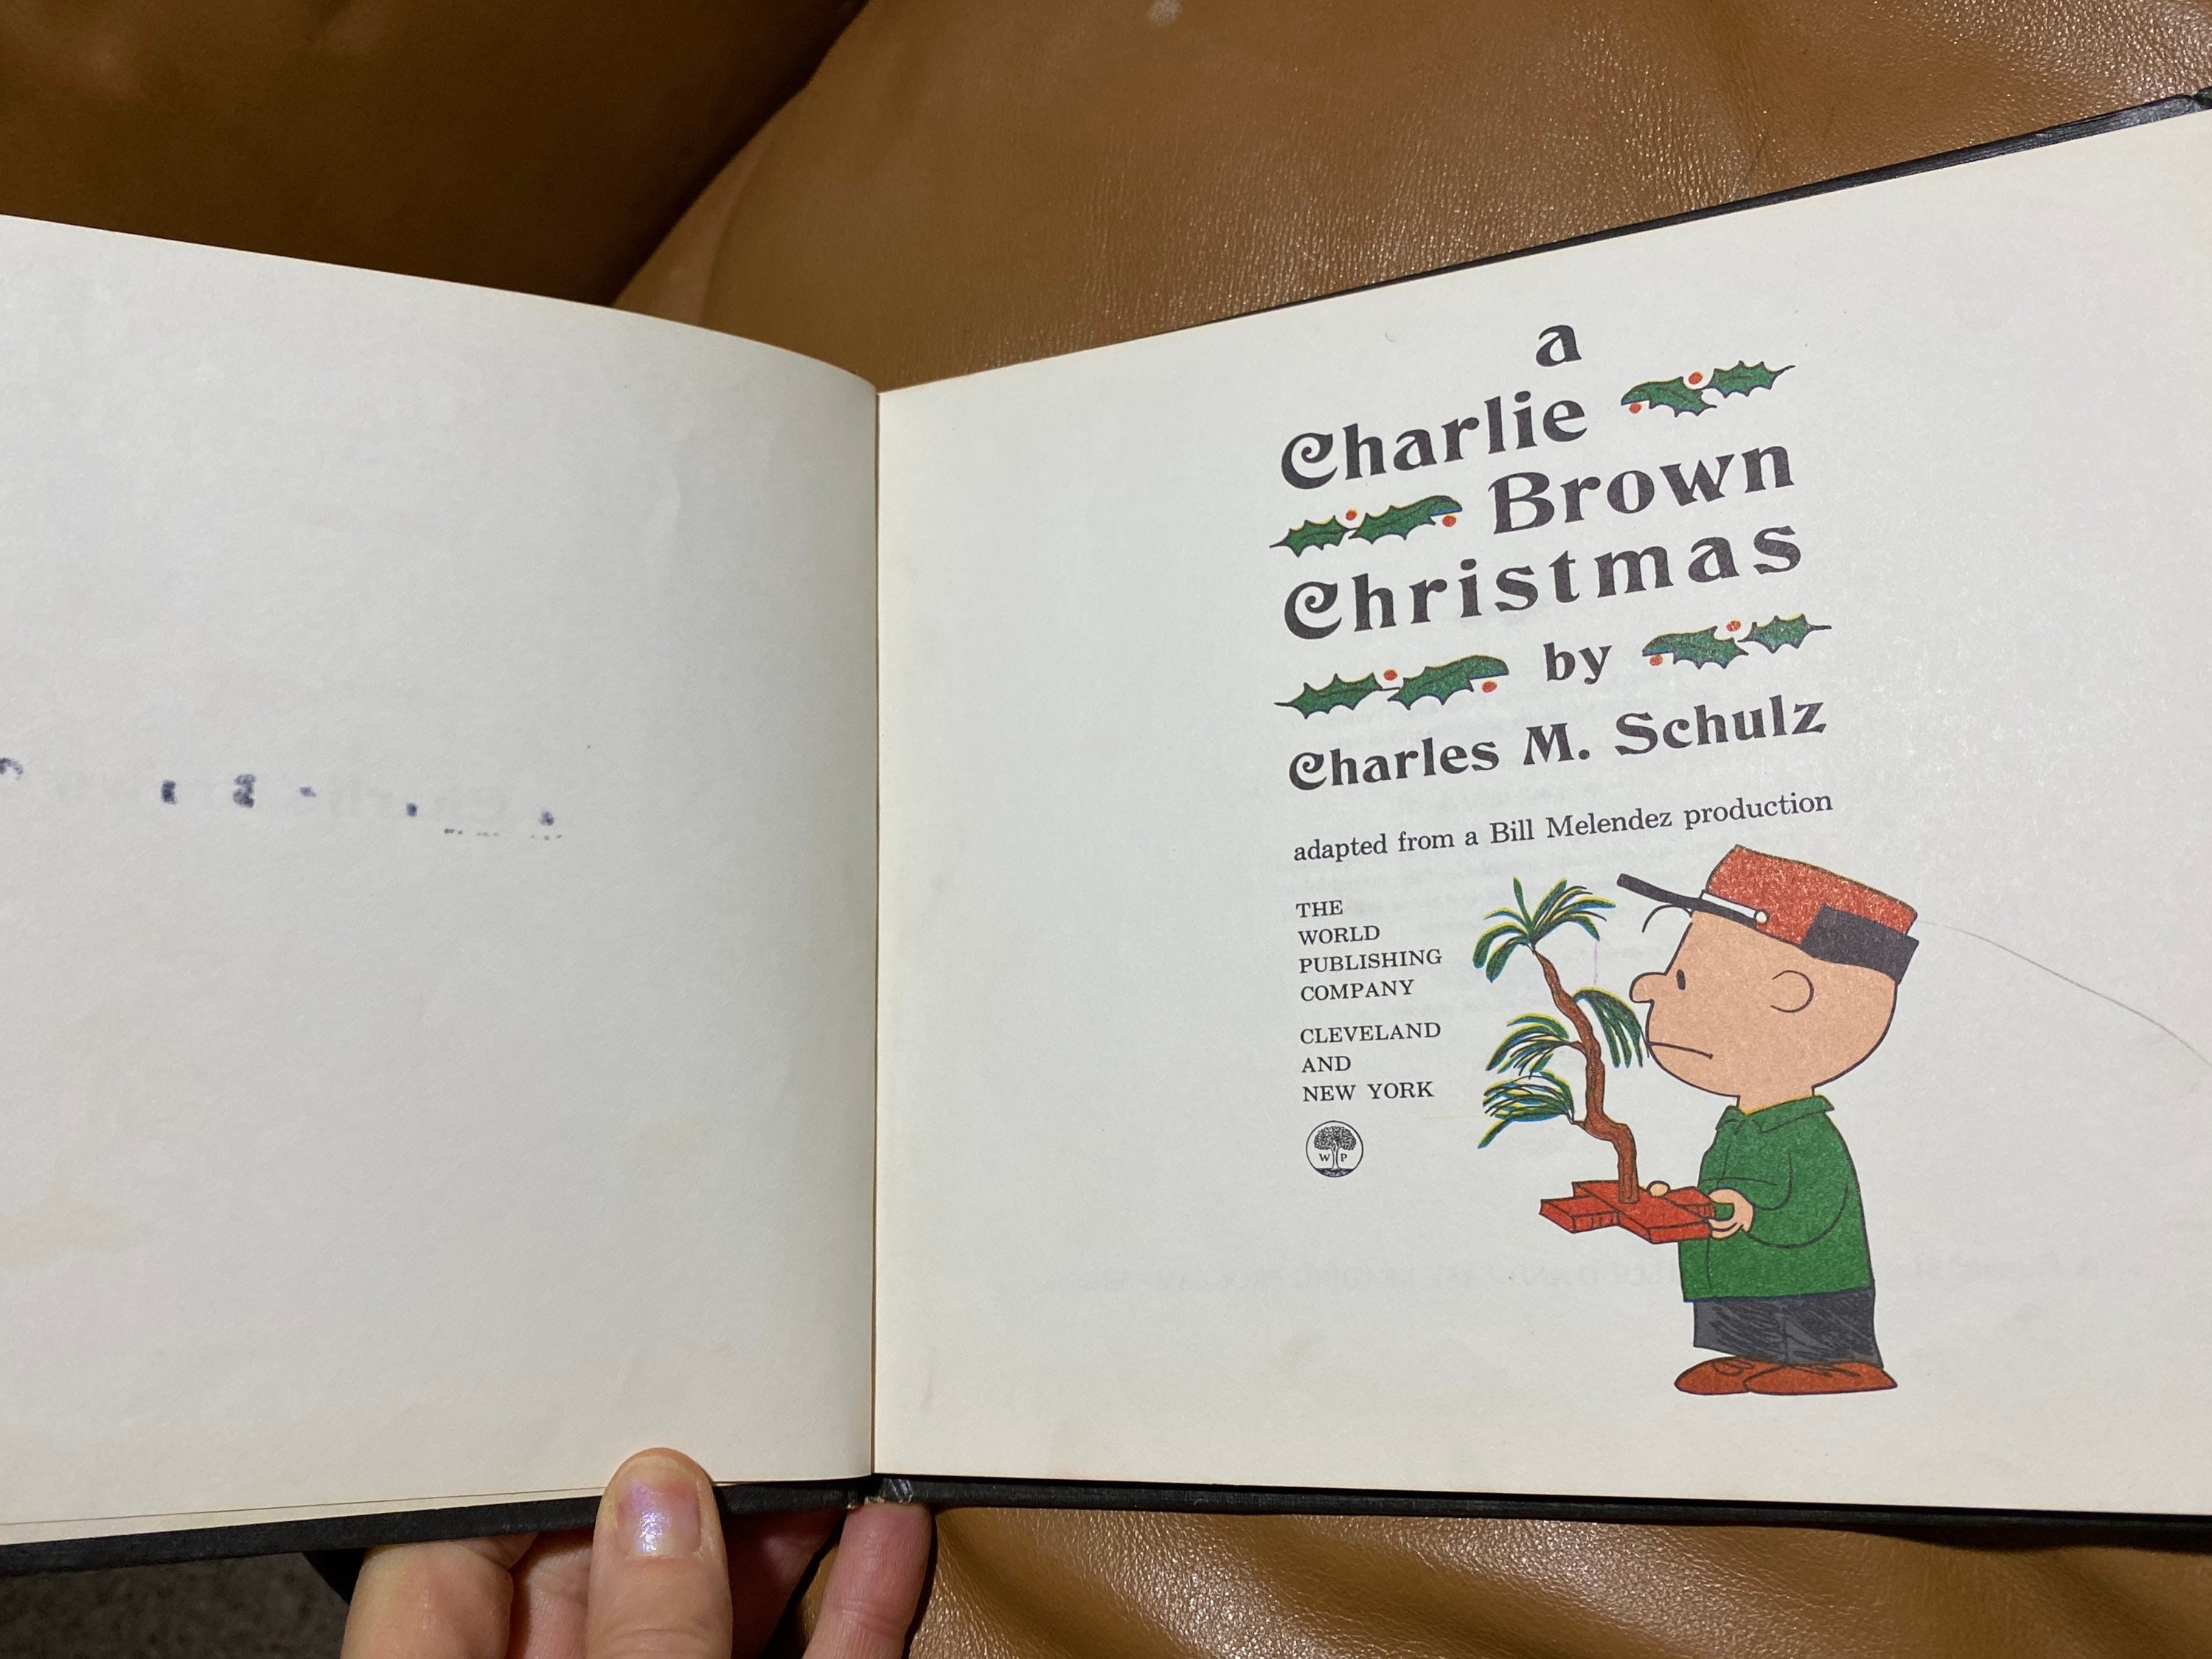 a
Charlie
Brown
Christmas
by
Charles M. Schulz
adapted from a Bill Melendez production
THE
WORLD
PUBLISHING
COMPANY
CLEVELAND
AND
NEW YORK
W P